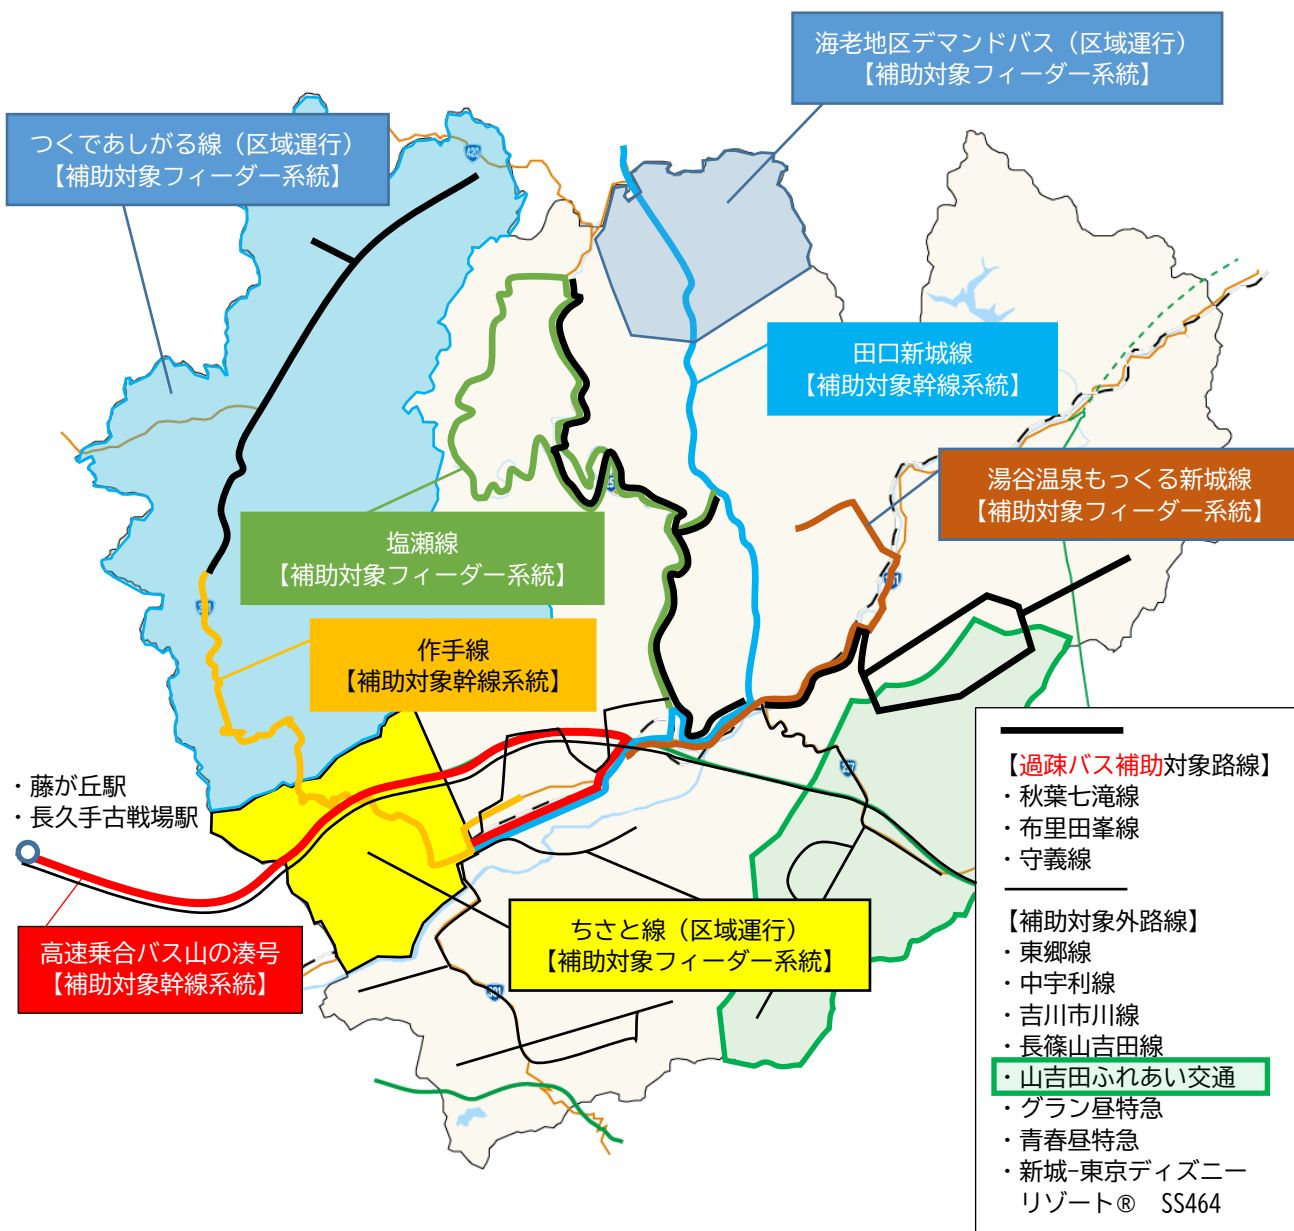 海老地区デマンドバス（区域運行）
【補助対象フィーダー系統】
つくであしがる線（区域運行）
【補助対象フィーダー系統】
420
田口新城線
【補助対象幹線系統】
湯谷温泉もっくる新城線
【補助対象フィーダー系統】
塩瀬線
【補助対象フィーダー系統】
作手線
【補助対象幹線系統】
・藤が丘駅
・長久手古戦場駅
高速乗合バス山の湊号
【補助対象幹線系統】
ちさと線（区域運行）
【補助対象フィーダー系統】
【過疎バス補助対象路線】
・秋葉七滝線
・布里田峯線
・守義線
【補助対象外路線】
・東郷線
・中宇利線
・吉川市川線
・長篠山吉田線
・山吉田ふれあい交通
・グラン昼特急
・青春昼特急
・新城-東京ディズニー
リゾート®　SS464